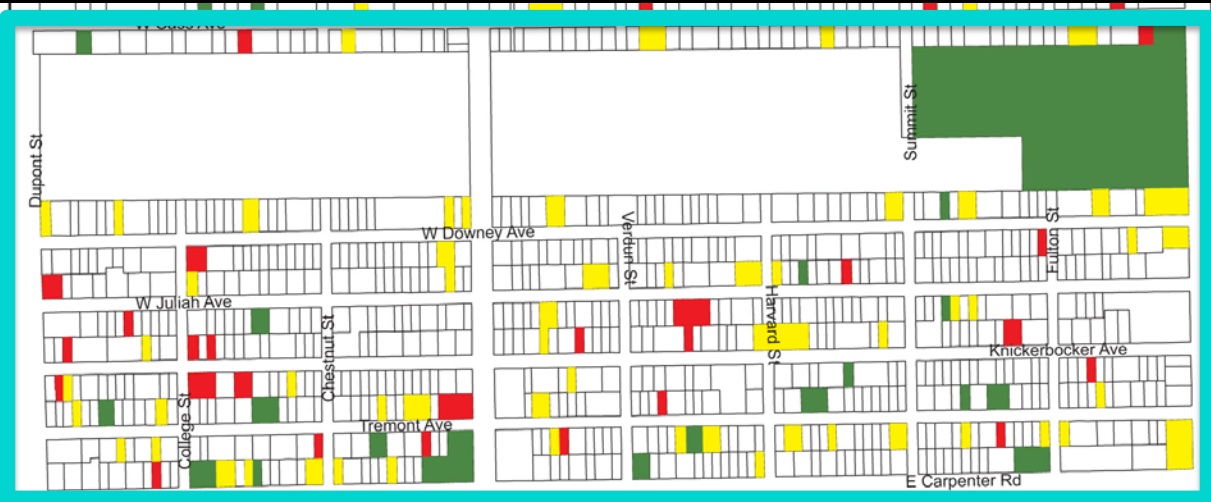 W Cass Ave
Summit St
Dupont St
Verdun St
Fulton St
W Downey Ave
Harvard St
W Juliah Ave
Chestnut St
Knickerbocker Ave
College St
Tremont Ave
E Carpenter Rd